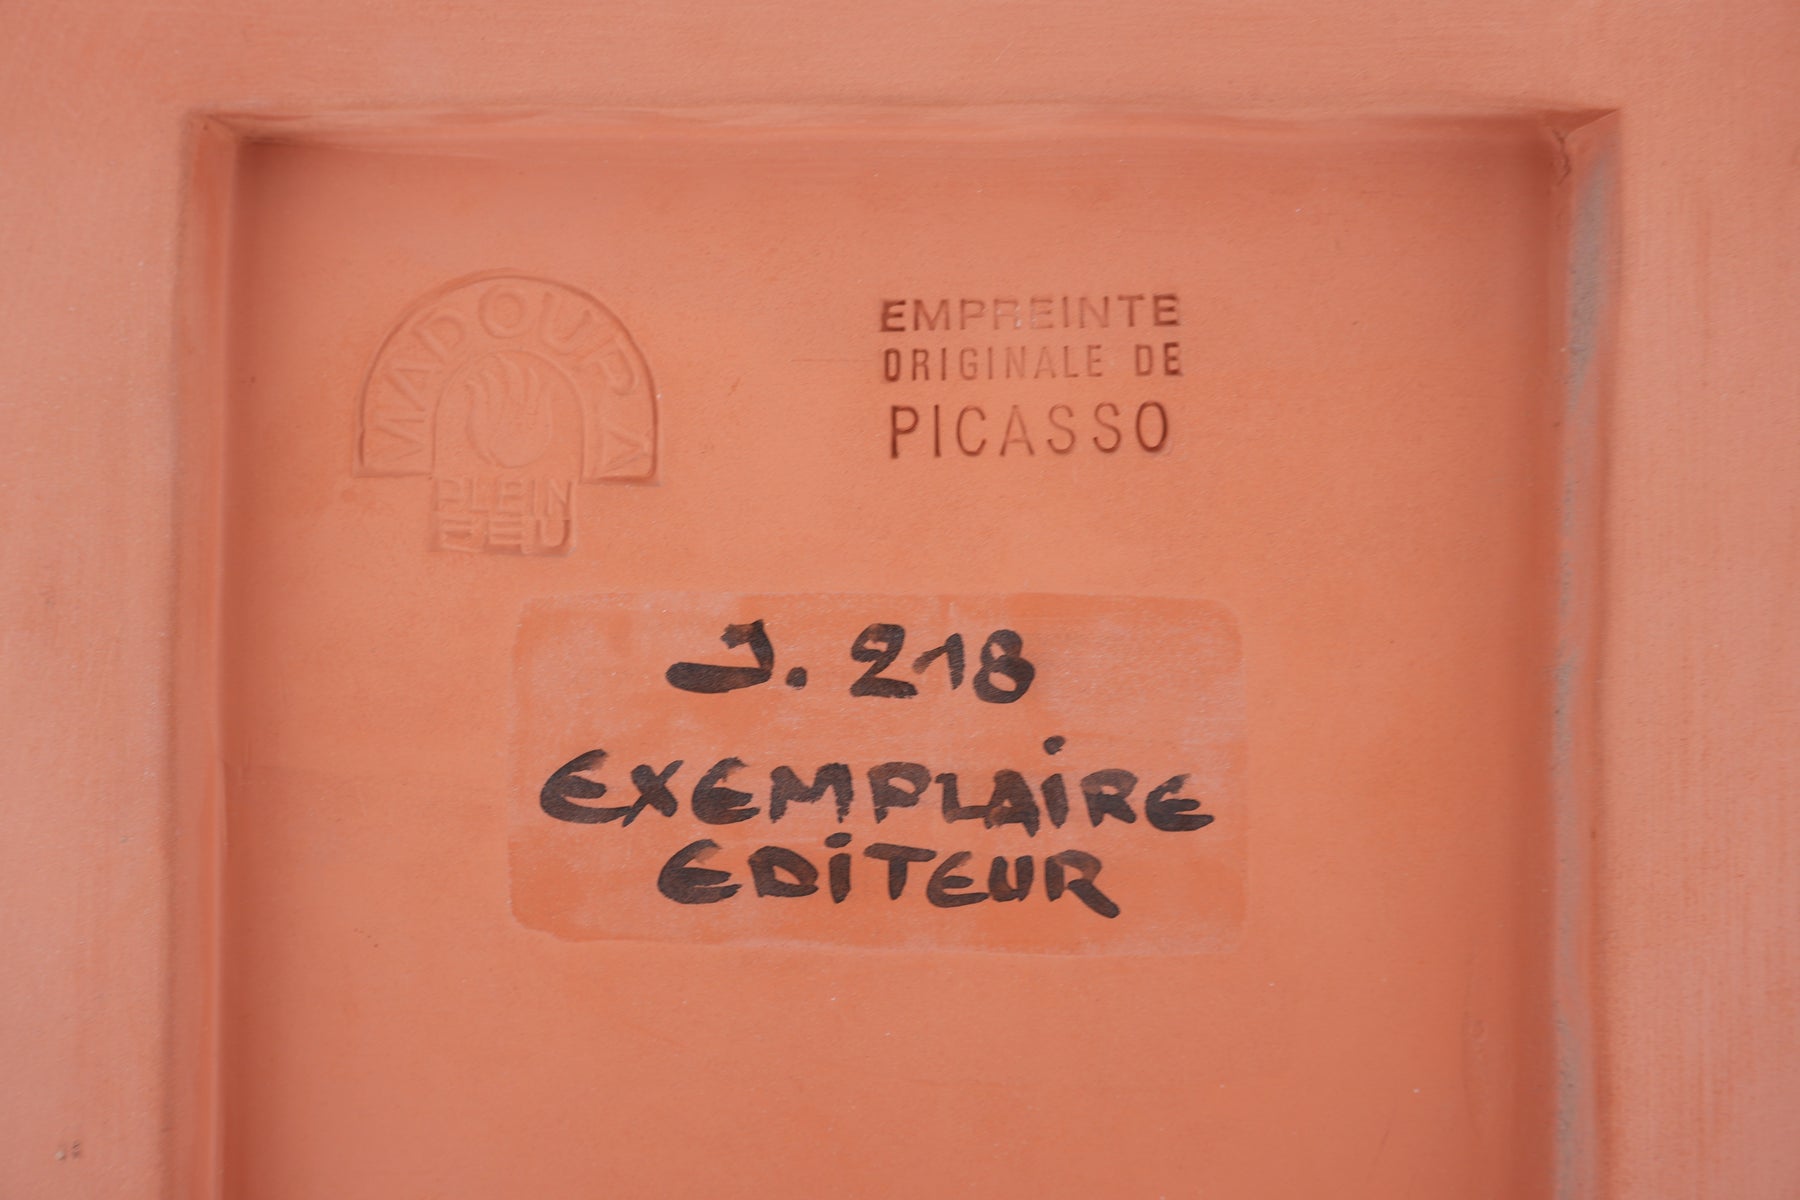 MADOURA
PLEIN
FEU
EMPREINTE
ORIGINALE DE
PICASSO
J. 218
EXEMPLAiRE
EDiTEUR